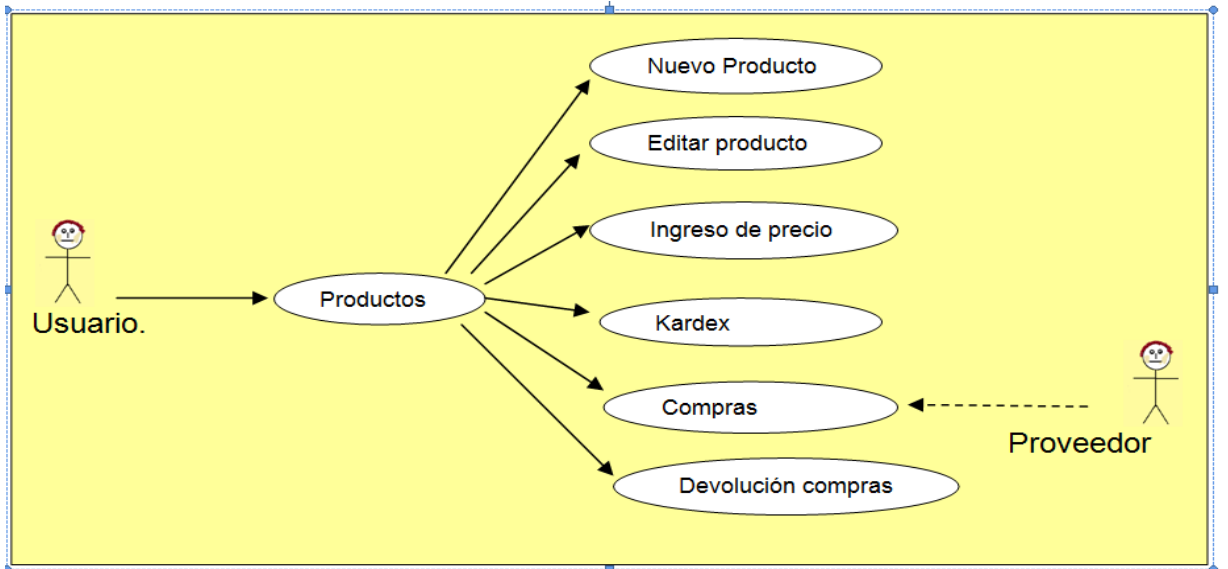 Nuevo Producto
Editar producto
Ingreso de precio
Productos
Usuario.
Kardex
Compras
Proveedor
Devolución compras